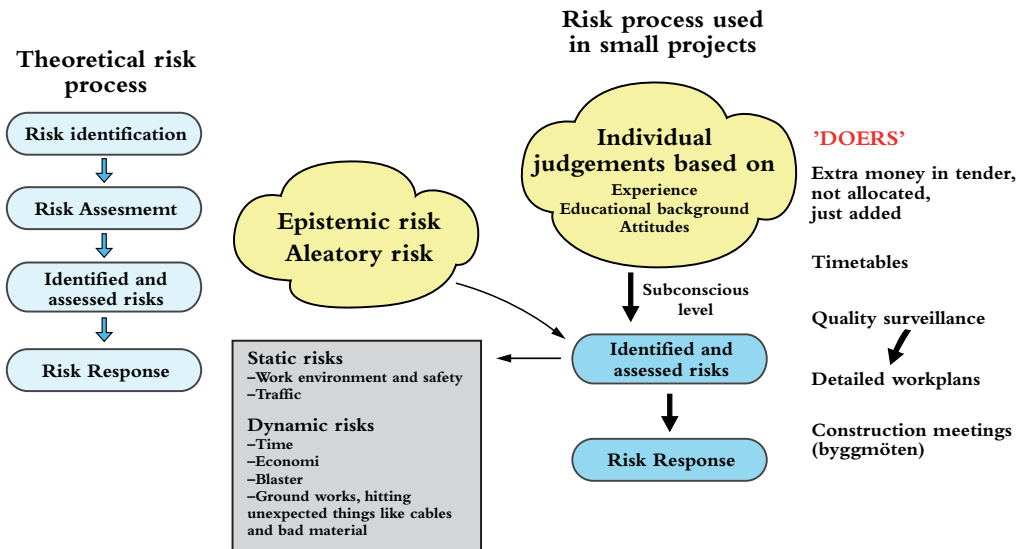 Theoretical risk
process
Risk identification
Risk Assesmemt
Identified and
assessed risks
Risk Response
Epistemic risk
Aleatory risk
Static risks
–Work environment and safety
–Traffic
Dynamic risks
–Time
–Economi
–Blaster
–Ground works, hitting
unexpected things like cables
and bad material
Risk process used
in small projects
Individual
judgements based on
Experience
Educational background
Attitudes
Subconscious
level
Identified and
assessed risks
Risk Response
’DOERS’
Extra money in tender,
not allocated,
just added
Timetables
Quality surveillance
Detailed workplans
Construction meetings
(byggmöten)